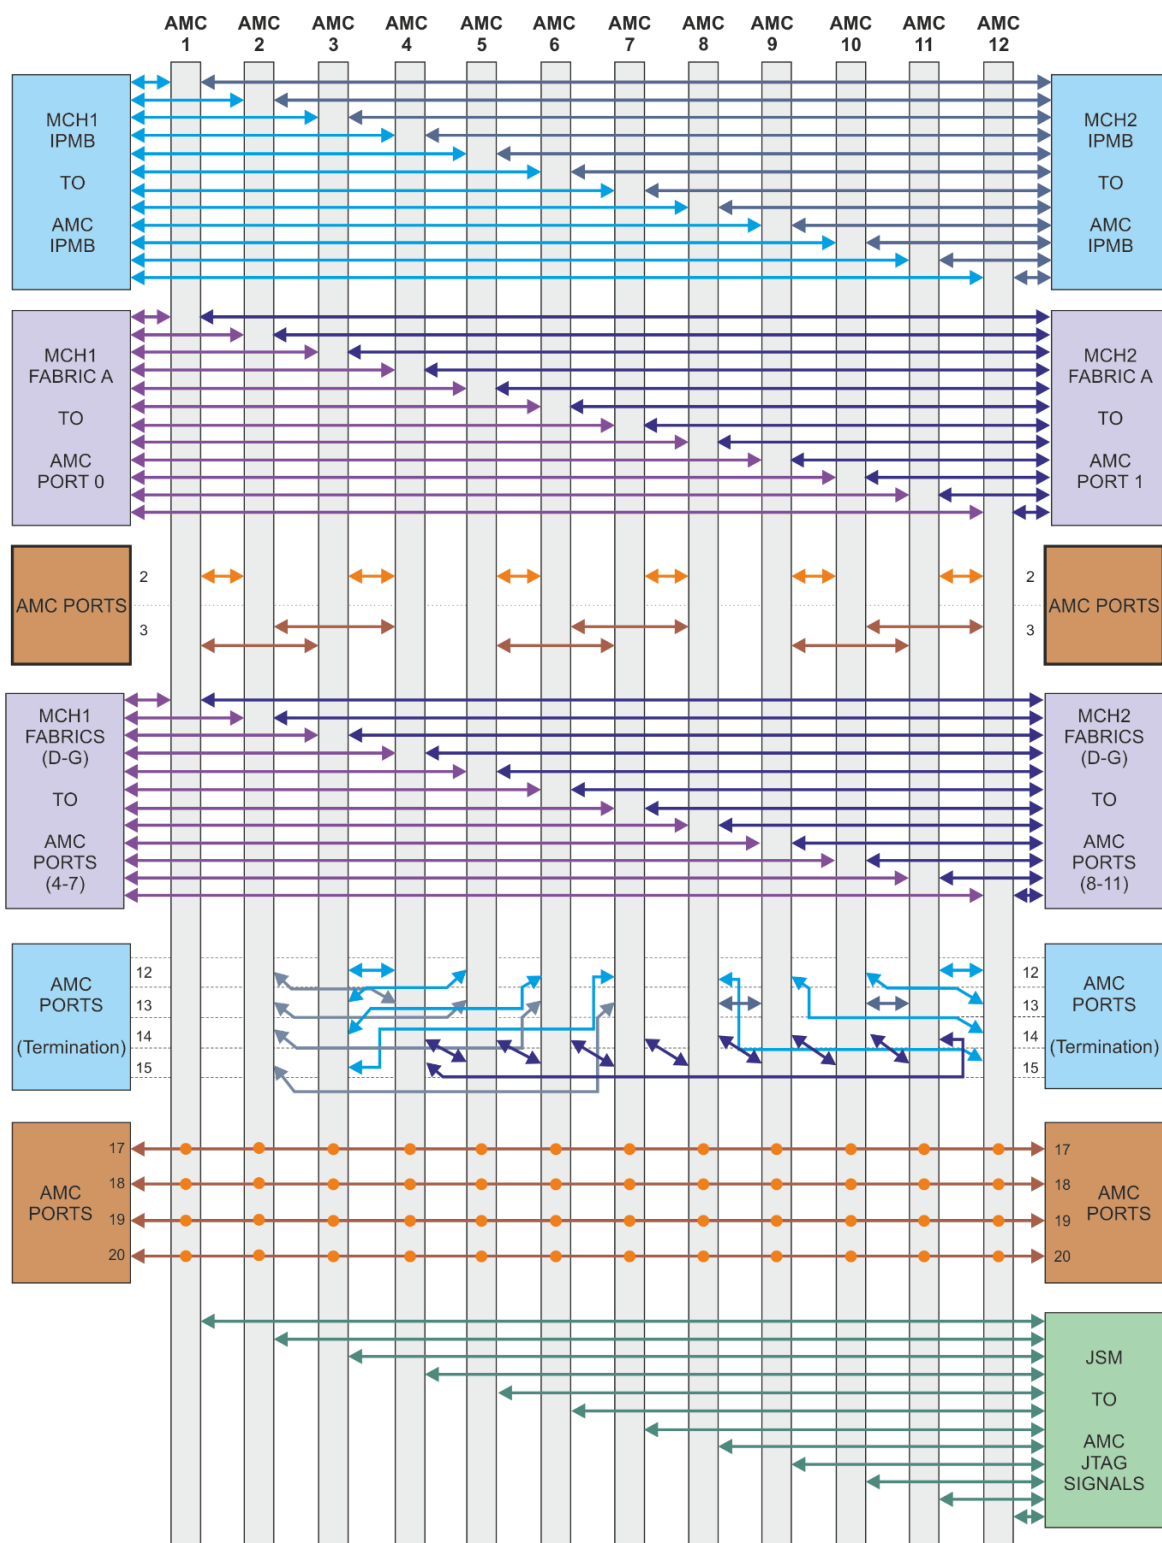 AMC AMC AMC AMC AMC AMC AMC AMC AMC AMC AMC AMC
1 2 3 4 5 6 7 8 9 10 11 12
MCH1
IPMB
TO
AMC
IPMB
MCH2
IPMB
TO
AMC
IPMB
MCH1
FABRIC A
TO
AMC
PORT 0
MCH2
FABRIC A
TO
AMC
PORT 1
AMC PORTS
2
3
2
3
AMC PORTS
MCH1
FABRICS
(D-G)
TO
AMC
PORTS
(4-7)
MCH2
FABRICS
(D-G)
TO
AMC
PORTS
(8-11)
AMC
PORTS
(Termination)
12
13
14
15
12
13
14
15
AMC
PORTS
(Termination)
AMC
PORTS
17
18
19
20
17
18
19
20
AMC
PORTS
JSM
TO
AMC
JTAG
SIGNALS